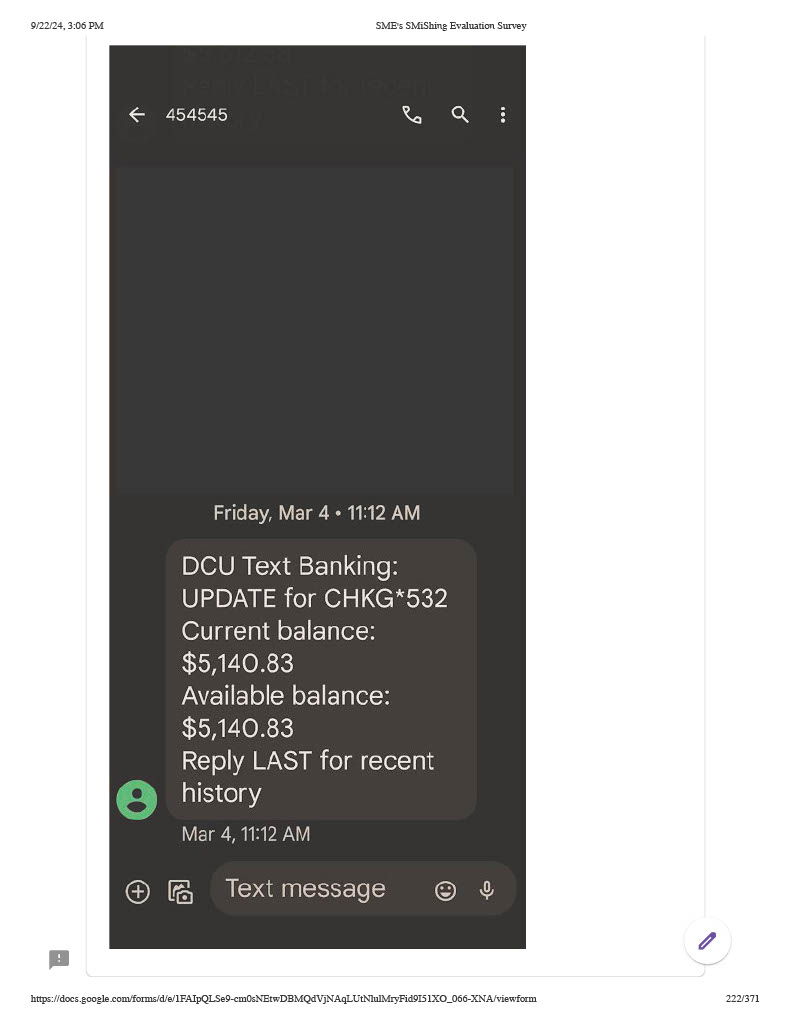 9/22/24, 3:06 PM
SME's SMiShing Evaluation Survey
454545
Friday, Mar 4 • 11:12 AM
DCU Text Banking:
UPDATE for CHKG*532
Current balance:
$5,140.83
Available balance:
$5,140.83
Reply LAST for recent
history
Mar 4, 11:12 AM
Text message
https://docs.google.com/forms/d/e/1FAIpQLSe9-cm0sNEtwDBMQdVjNAqLUtNlulMryFid9I51XO_066-XNA/viewform
222/371